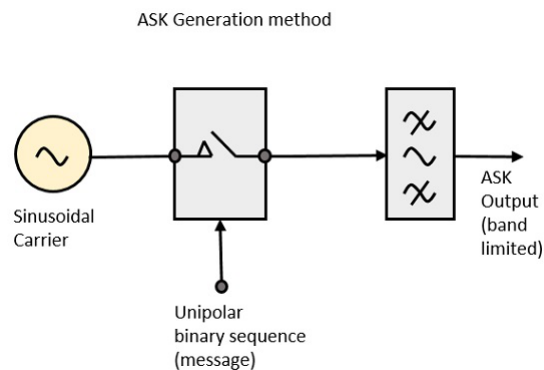 ASK Generation method
Sinusoidal
Carrier
Unipolar
binary sequence
(message)
ASK
Output
(band
limited)